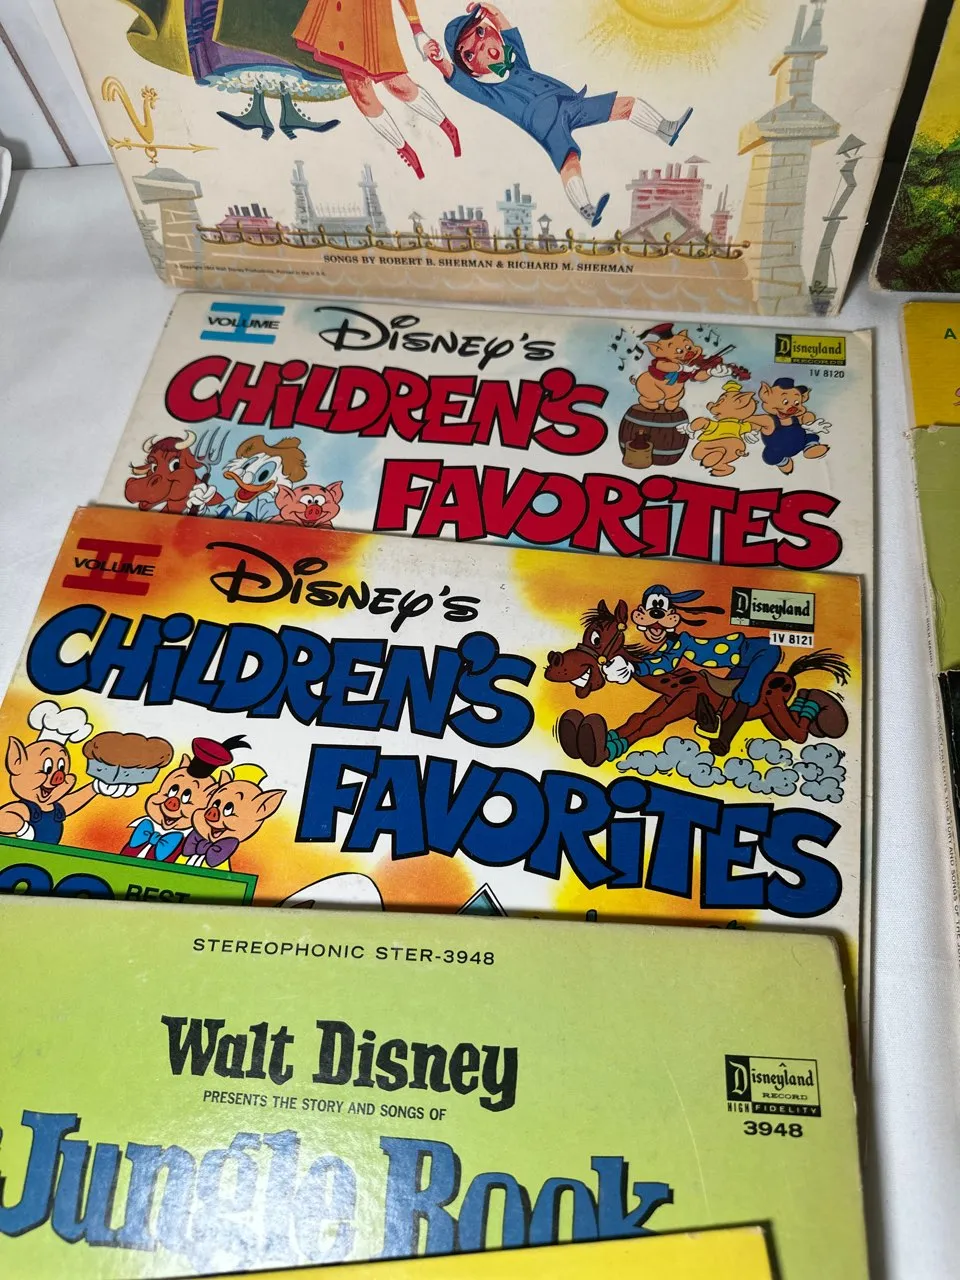 SONGS BY ROBERT B. SHERMAN & RICHARD M. SHERMAN
VOLUME I
Disney's
CHiLDREN'S
FAVORiTES
Disneyland
RECORDS
1V 8120
VOLUME II
Disney's
CHiLDREN'S
FAVORiTES
Disneyland
1V 8121
BEST
STEREOPHONIC STER-3948
Walt Disney
PRESENTS THE STORY AND SONGS OF
Jungle Book
Disneyland
RECORD
HIGH FIDELITY
3948
A